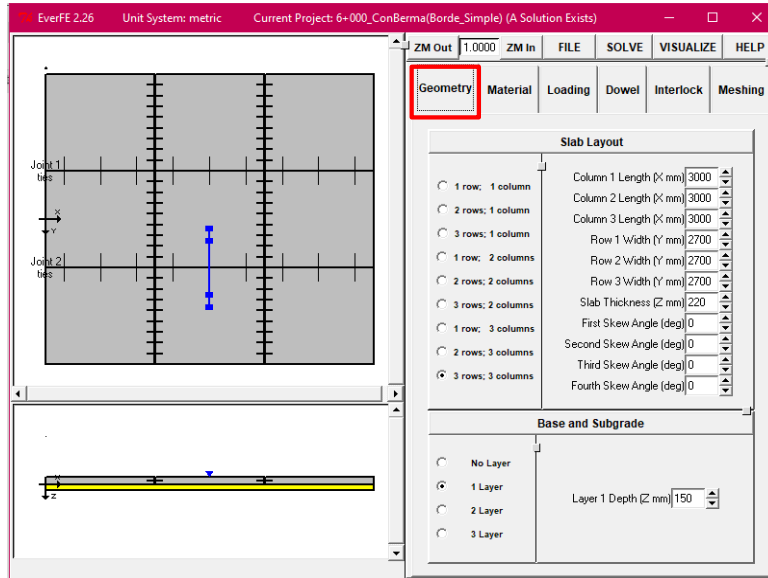 EverFE 2.26 Unit System: metric Current Project: 6+000_ConBerma(Borde_Simple) (A Solution Exists)
ZM Out 1.0000 ZM In FILE SOLVE VISUALIZE HELP
Geometry Material Loading Dowel Interlock Meshing
Joint 1
ties
X
Y
Joint 2
ties
X
Z
Slab Layout
1 row; 1 column
2 rows; 1 column
3 rows; 1 column
1 row; 2 columns
2 rows; 2 columns
3 rows; 2 columns
1 row; 3 columns
2 rows; 3 columns
3 rows; 3 columns
Column 1 Length (X mm) 3000
Column 2 Length (X mm) 3000
Column 3 Length (X mm) 3000
Row 1 Width (Y mm) 2700
Row 2 Width (Y mm) 2700
Row 3 Width (Y mm) 2700
Slab Thickness (Z mm) 220
First Skew Angle (deg) 0
Second Skew Angle (deg) 0
Third Skew Angle (deg) 0
Fourth Skew Angle (deg) 0
Base and Subgrade
No Layer
1 Layer
2 Layer
3 Layer
Layer 1 Depth (Z mm) 150